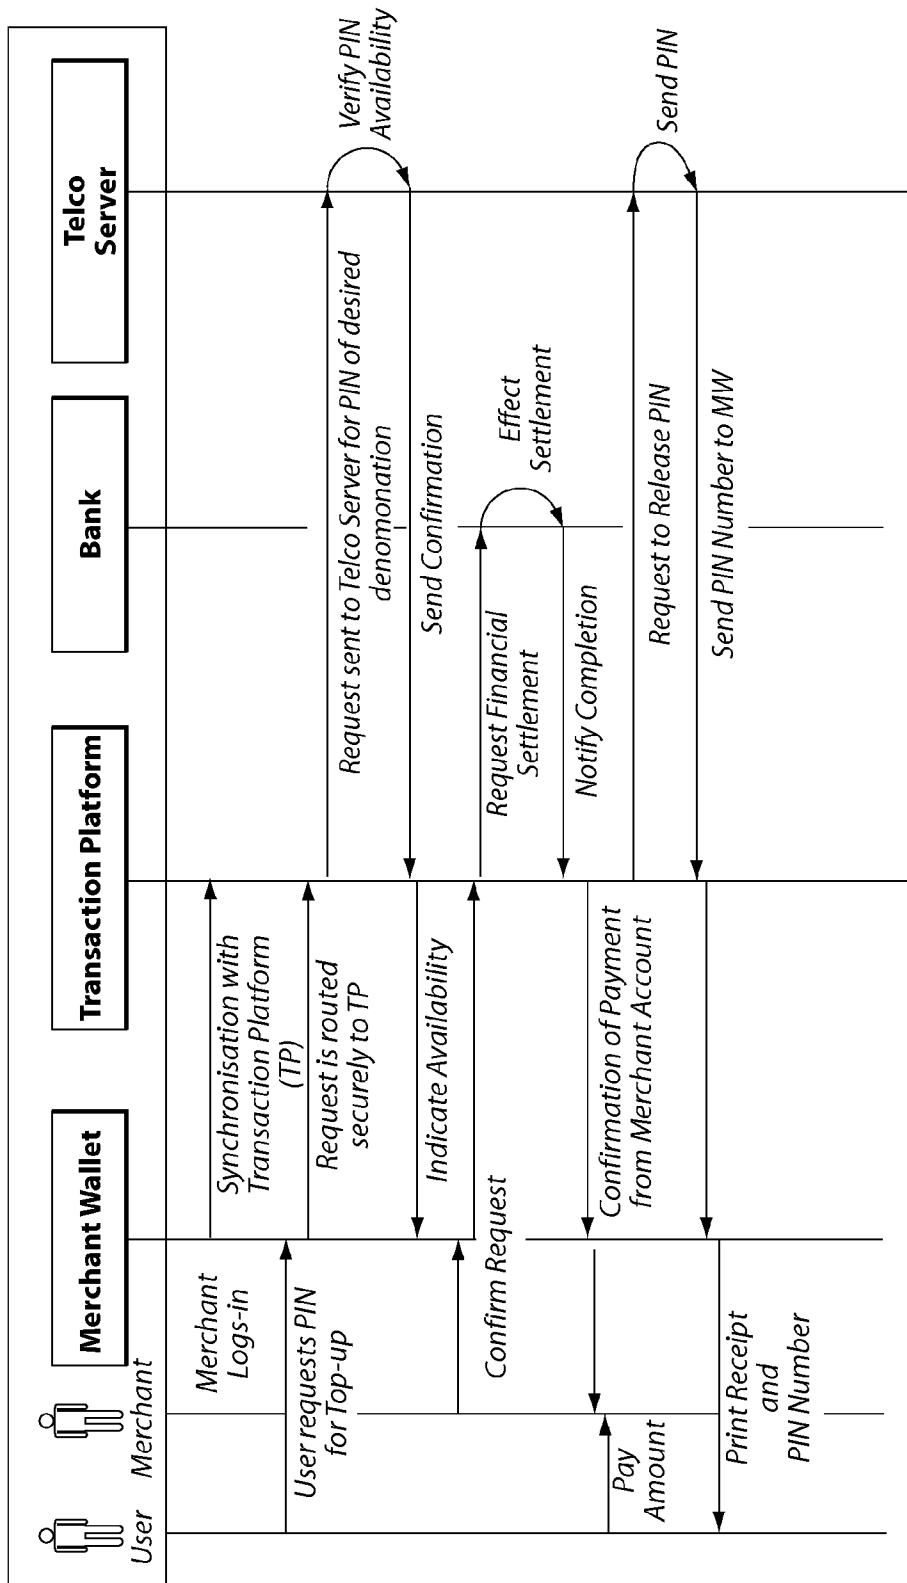 User
Merchant
Merchant Wallet
Transaction Platform
Bank
Telco
Server
Merchant
Logs-in
Synchronisation with
Transaction Platform
(TP)
User requests PIN
for Top-up
Request is routed
securely to TP
Request sent to Telco Server for PIN of desired
denomonation
Verify PIN
Availability
Send Confirmation
Indicate Availability
Confirm Request
Request Financial
Settlement
Effect
Settlement
Notify Completion
Confirmation of Payment
from Merchant Account
Pay
Amount
Request to Release PIN
Send PIN
Send PIN Number to MW
Print Receipt
and
PIN Number